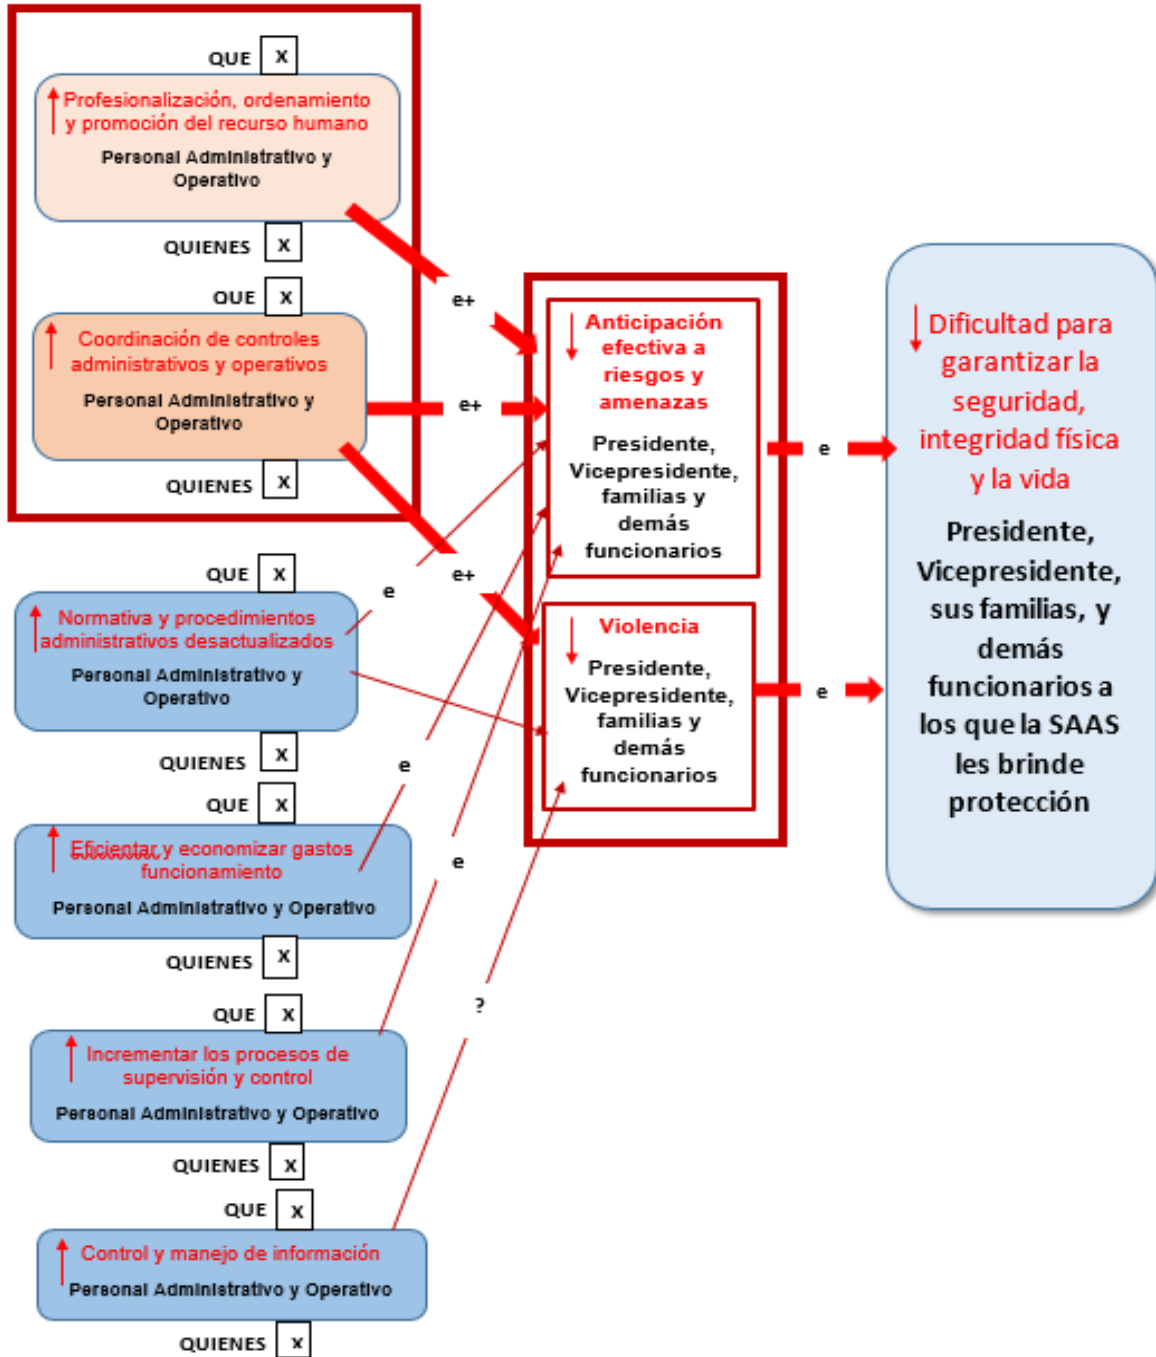 QUE X
Profesionalización, ordenamiento
y promoción del recurso humano
Personal Administrativo y
Operativo
QUIENES X
QUE X
Coordinación de controles
administrativos y operativos
Personal Administrativo y
Operativo
QUIENES X
QUE X
Normativa y procedimientos
administrativos desactualizados
Personal Administrativo y
Operativo
QUIENES X
QUE X
Eficientar y economizar gastos
funcionamiento
Personal Administrativo y Operativo
QUIENES X
QUE X
Incrementar los procesos de
supervisión y control
Personal Administrativo y Operativo
QUIENES X
QUE X
Control y manejo de información
Personal Administrativo y Operativo
QUIENES X
e+
e+
e+
e
e
e
?
Anticipación
efectiva a
riesgos y
amenazas
Presidente,
Vicepresidente,
familias y
demás
funcionarios
Violencia
Presidente,
Vicepresidente,
familias y
demás
funcionarios
e
e
Dificultad para
garantizar la
seguridad,
integridad física
y la vida
Presidente,
Vicepresidente,
sus familias, y
demás
funcionarios a
los que la SAAS
les brinde
protección